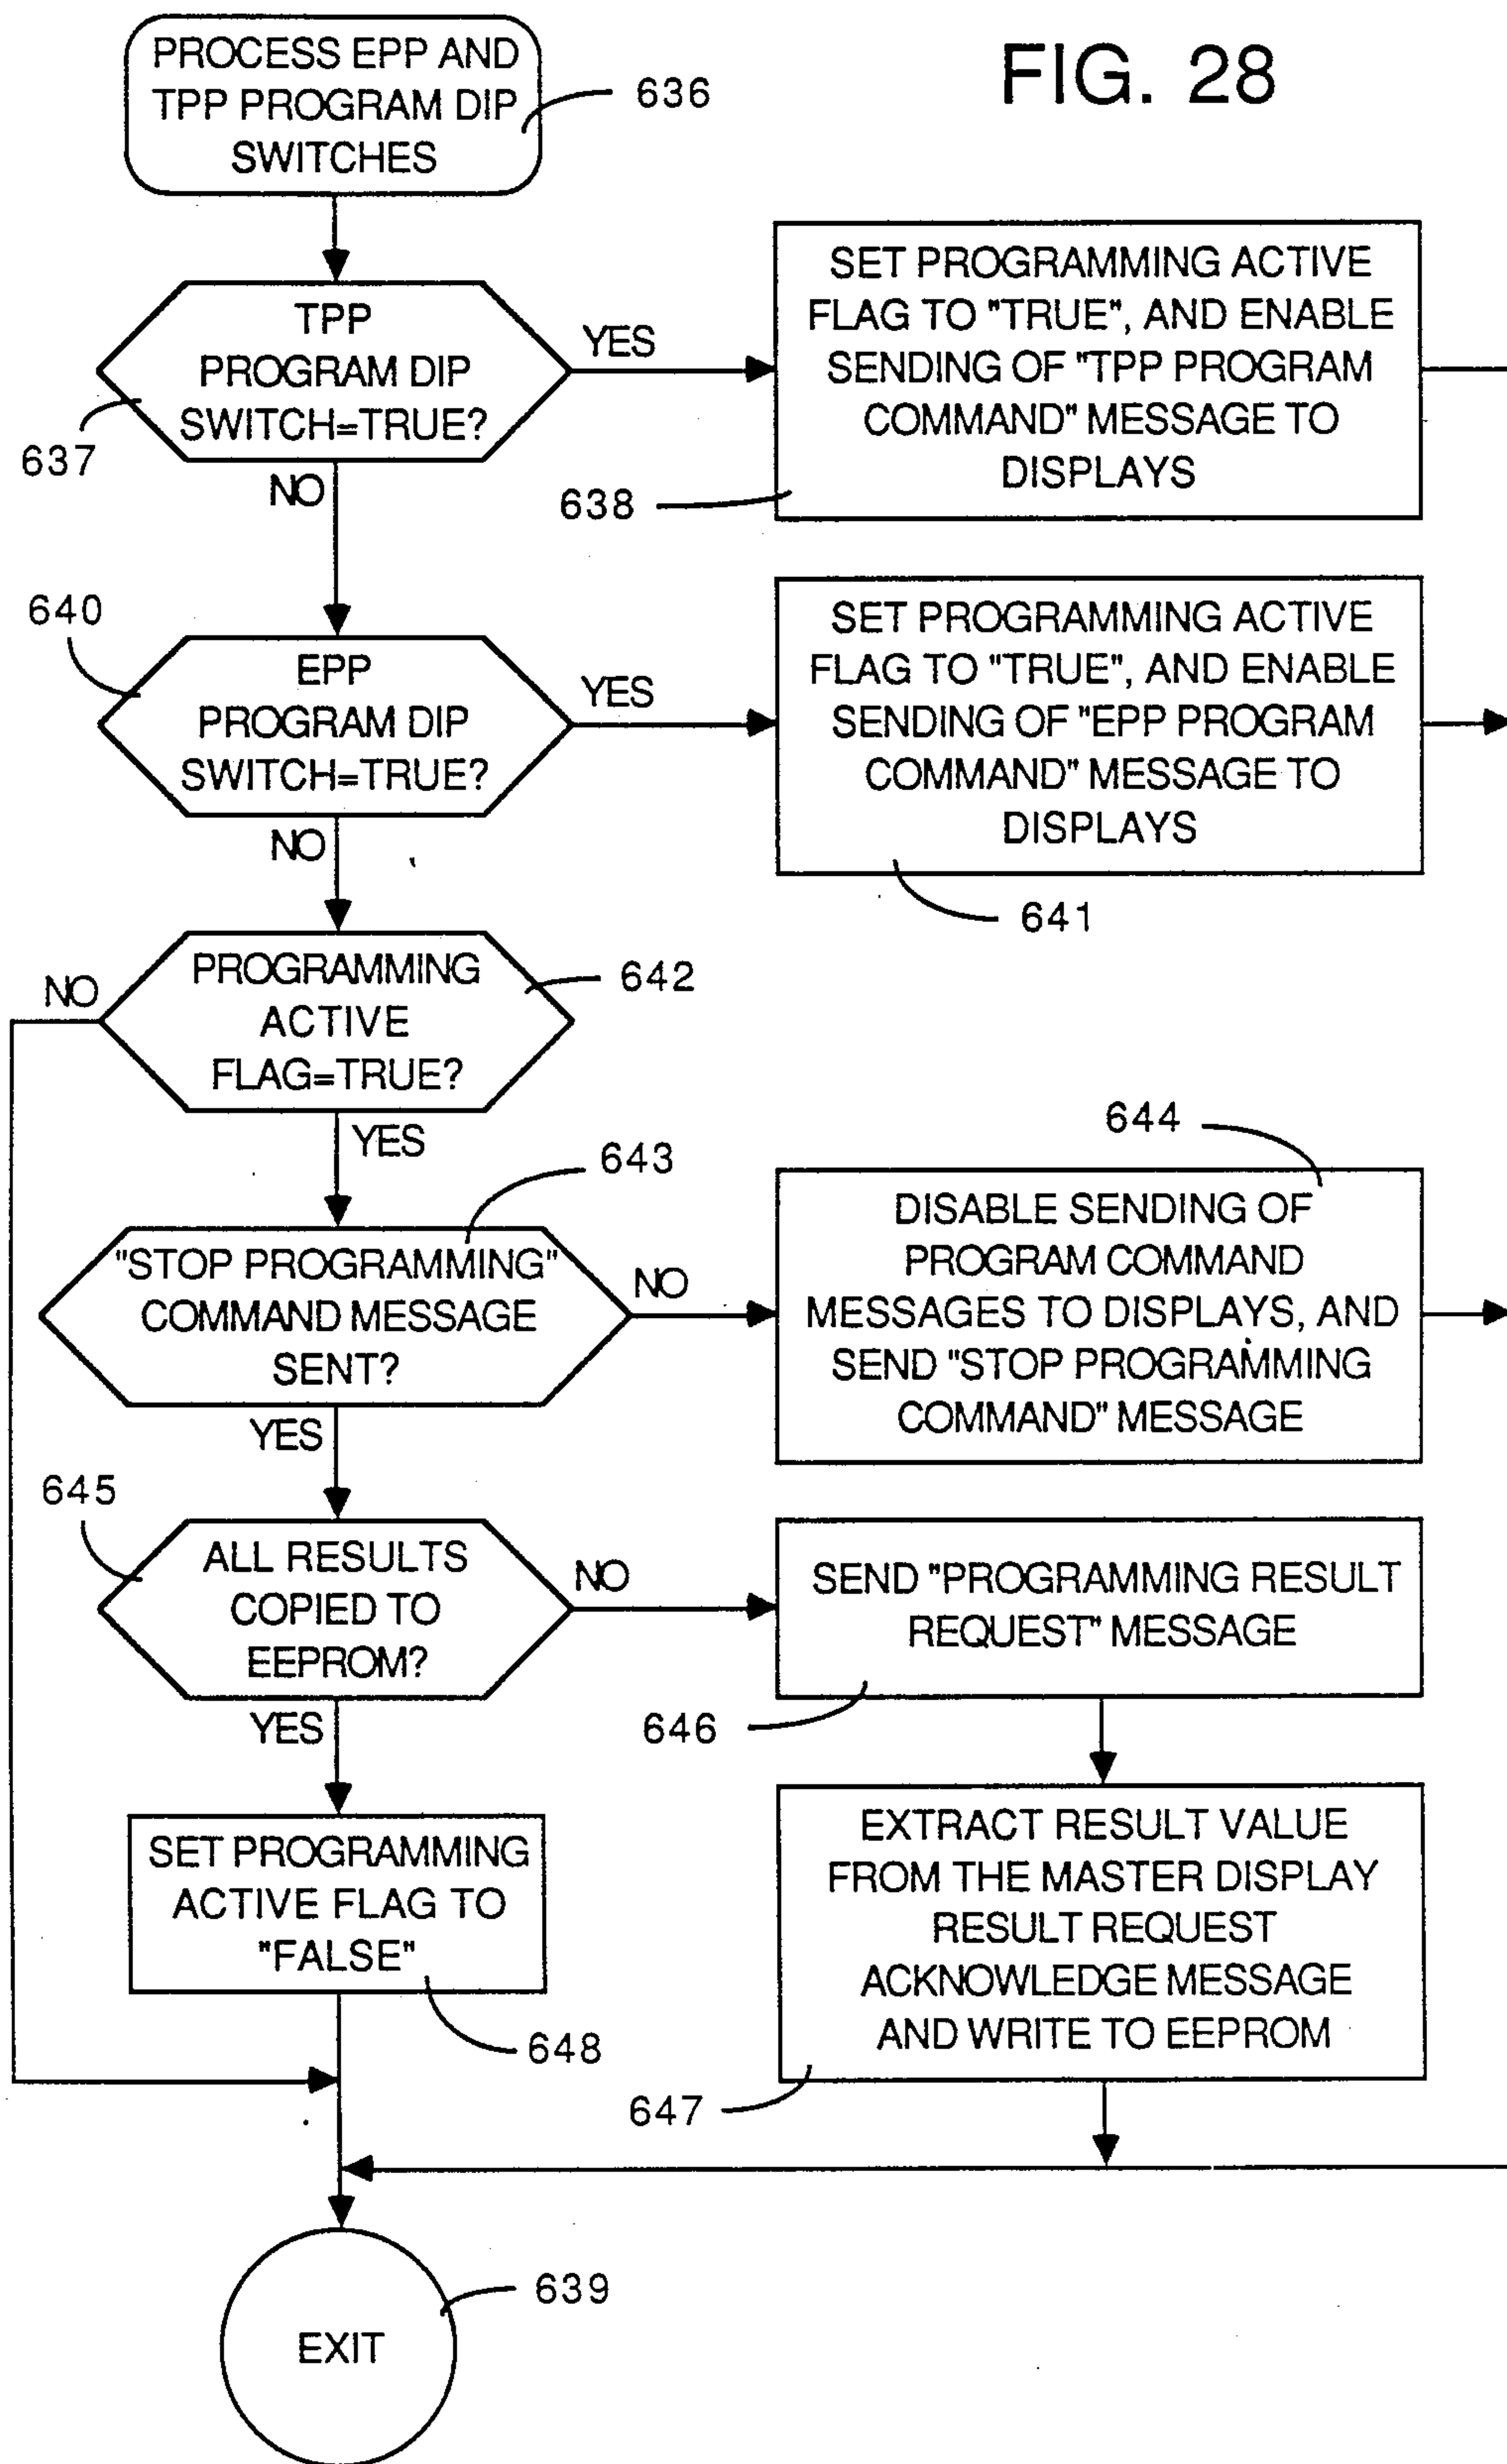 FIG. 28
PROCESS EPP AND
TPP PROGRAM DIP
SWITCHES
636
TPP
PROGRAM DIP
SWITCH=TRUE?
637
YES
NO
SET PROGRAMMING ACTIVE
FLAG TO "TRUE", AND ENABLE
SENDING OF "TPP PROGRAM
COMMAND" MESSAGE TO
DISPLAYS
638
640
EPP
PROGRAM DIP
SWITCH=TRUE?
YES
NO
SET PROGRAMMING ACTIVE
FLAG TO "TRUE", AND ENABLE
SENDING OF "EPP PROGRAM
COMMAND" MESSAGE TO
DISPLAYS
641
NO
PROGRAMMING
ACTIVE
FLAG=TRUE?
642
YES
643
"STOP PROGRAMMING"
COMMAND MESSAGE
SENT?
NO
YES
644
DISABLE SENDING OF
PROGRAM COMMAND
MESSAGES TO DISPLAYS, AND
SEND "STOP PROGRAMMING
COMMAND" MESSAGE
645
ALL RESULTS
COPIED TO
EEPROM?
NO
YES
SEND "PROGRAMMING RESULT
REQUEST" MESSAGE
646
SET PROGRAMMING
ACTIVE FLAG TO
"FALSE"
648
EXTRACT RESULT VALUE
FROM THE MASTER DISPLAY
RESULT REQUEST
ACKNOWLEDGE MESSAGE
AND WRITE TO EEPROM
647
EXIT
639